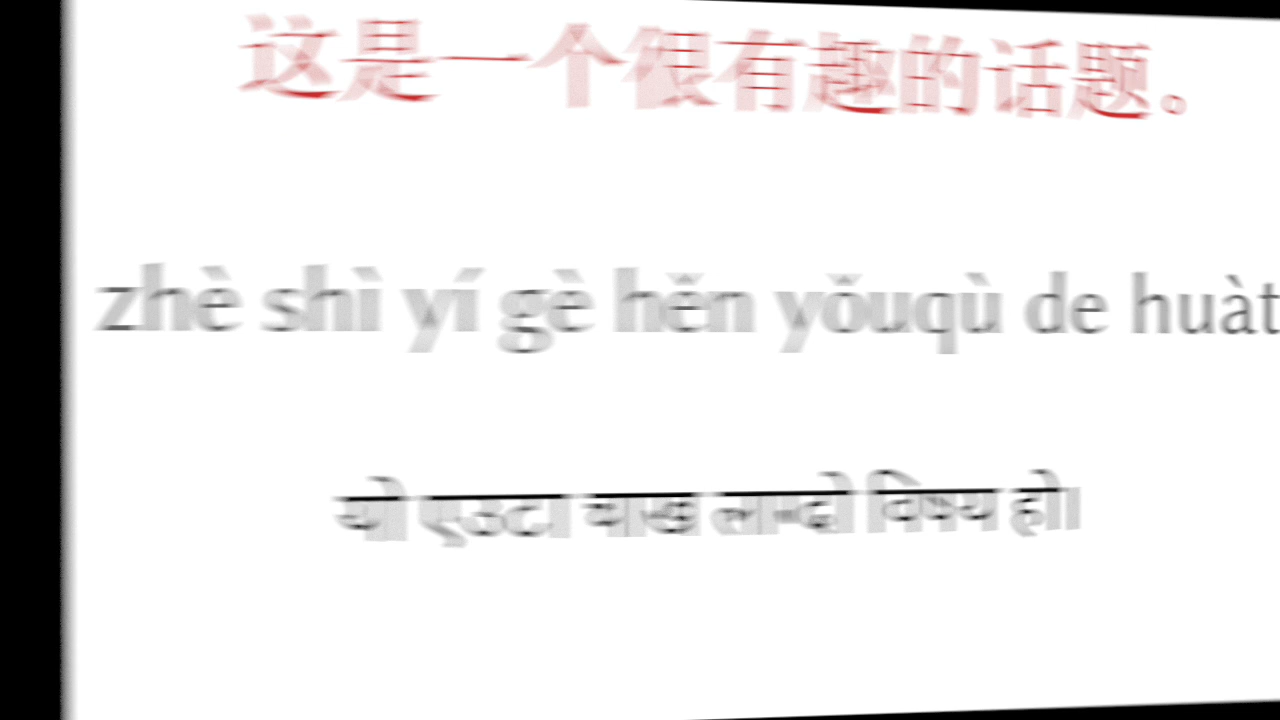 这是一个很有趣的话题。
zhè shì yí gè hěn yǒuqù de huàt
यो एउटा चाख लाग्दो विषय हो।